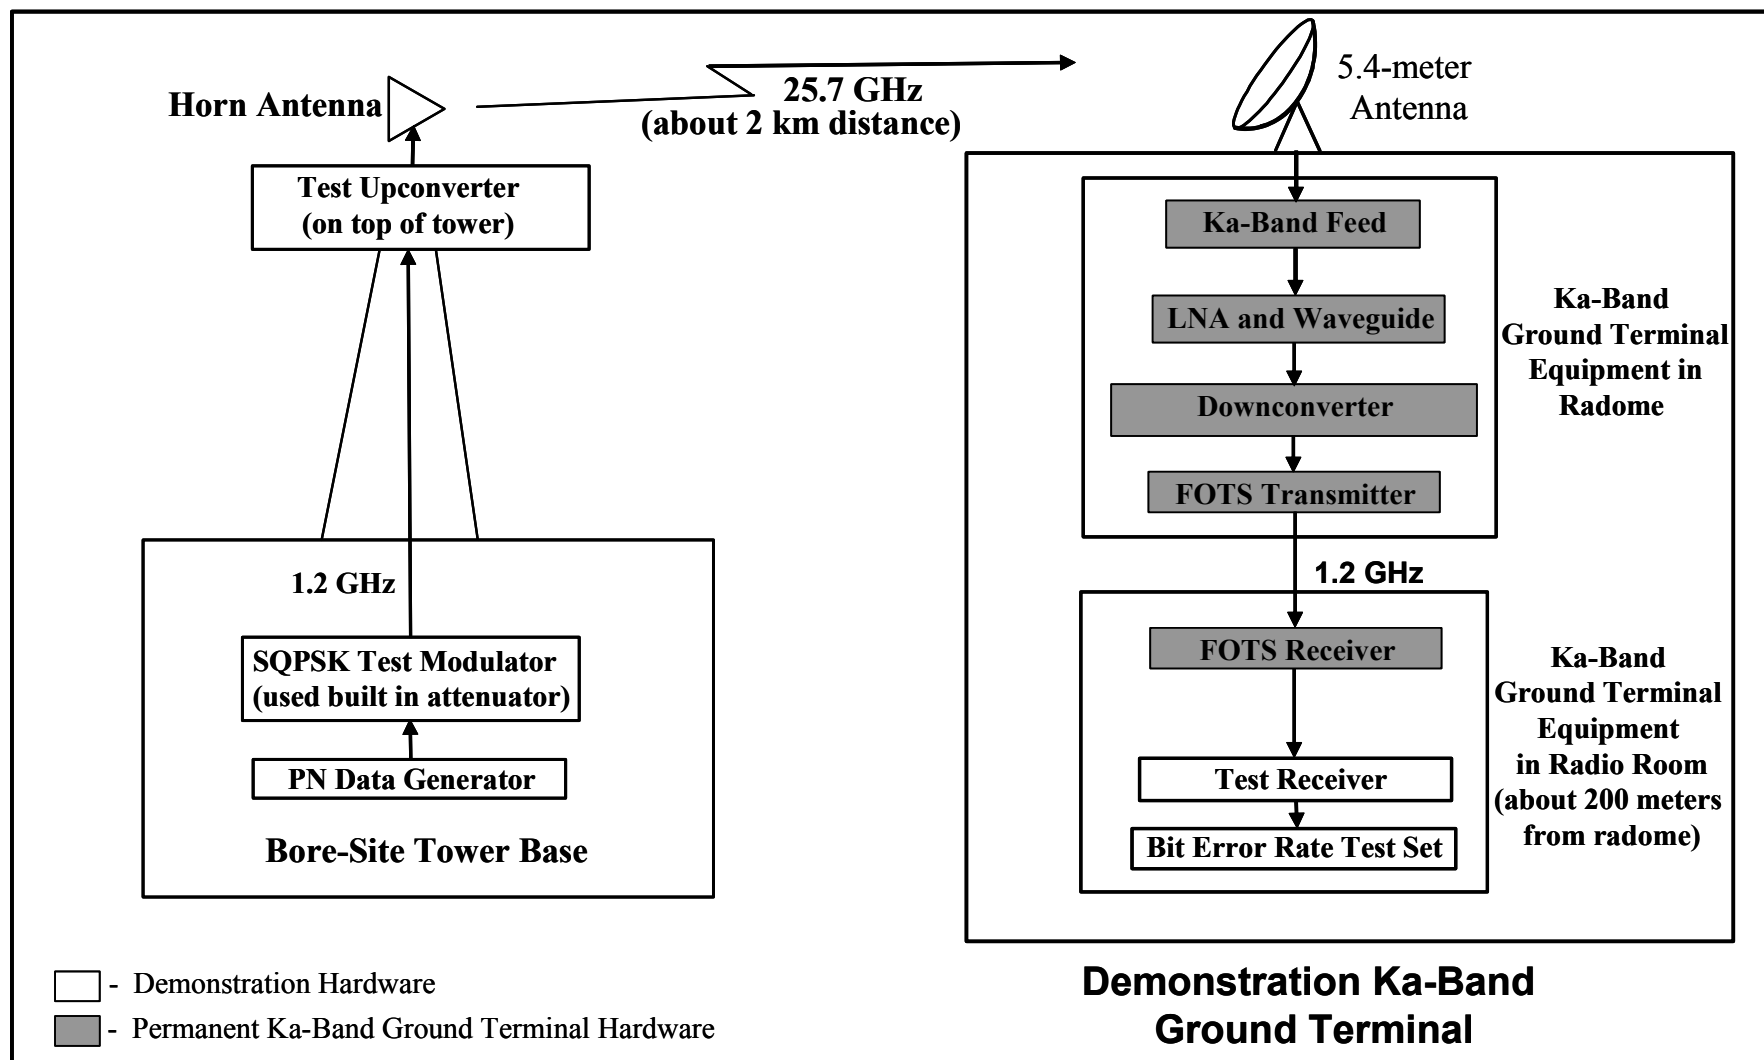 Horn Antenna
25.7 GHz
(about 2 km distance)
5.4-meter
Antenna
Test Upconverter
(on top of tower)
1.2 GHz
SQPSK Test Modulator
(used built in attenuator)
PN Data Generator
Bore-Site Tower Base
Ka-Band Feed
LNA and Waveguide
Downconverter
FOTS Transmitter
Ka-Band
Ground Terminal
Equipment in
Radome
1.2 GHz
FOTS Receiver
Test Receiver
Bit Error Rate Test Set
Ka-Band
Ground Terminal
Equipment
in Radio Room
(about 200 meters
from radome)
- Demonstration Hardware
- Permanent Ka-Band Ground Terminal Hardware
Demonstration Ka-Band
Ground Terminal